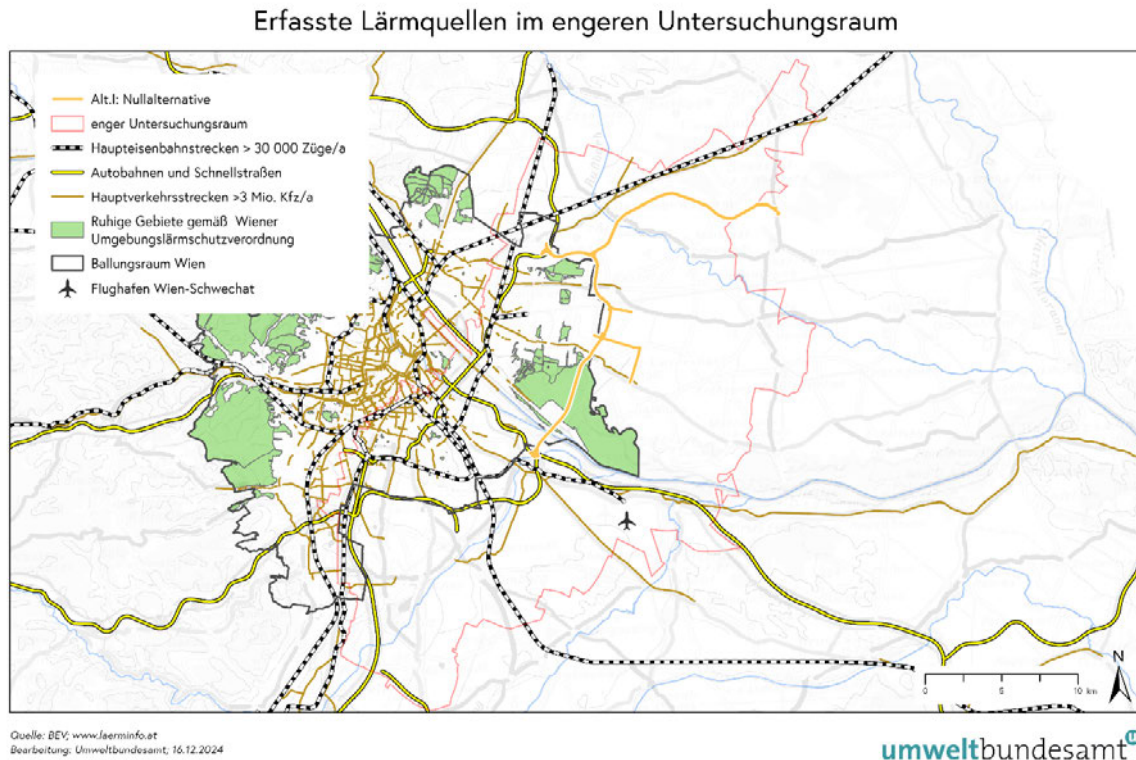 Erfasste Lärmquellen im engeren Untersuchungsraum
Alt.I: Nullalternative
enger Untersuchungsraum
Haupteisenbahnstrecken > 30 000 Züge/a
Autobahnen und Schnellstraßen
Hauptverkehrsstrecken >3 Mio. Kfz/a
Ruhige Gebiete gemäß Wiener
Umgebungslärmschutzverordnung
Ballungsraum Wien
Flughafen Wien-Schwechat
N
0 5 10 km
Quelle: BEV; www.laerminfo.at
Bearbeitung: Umweltbundesamt; 16.12.2024
umweltbundesamt